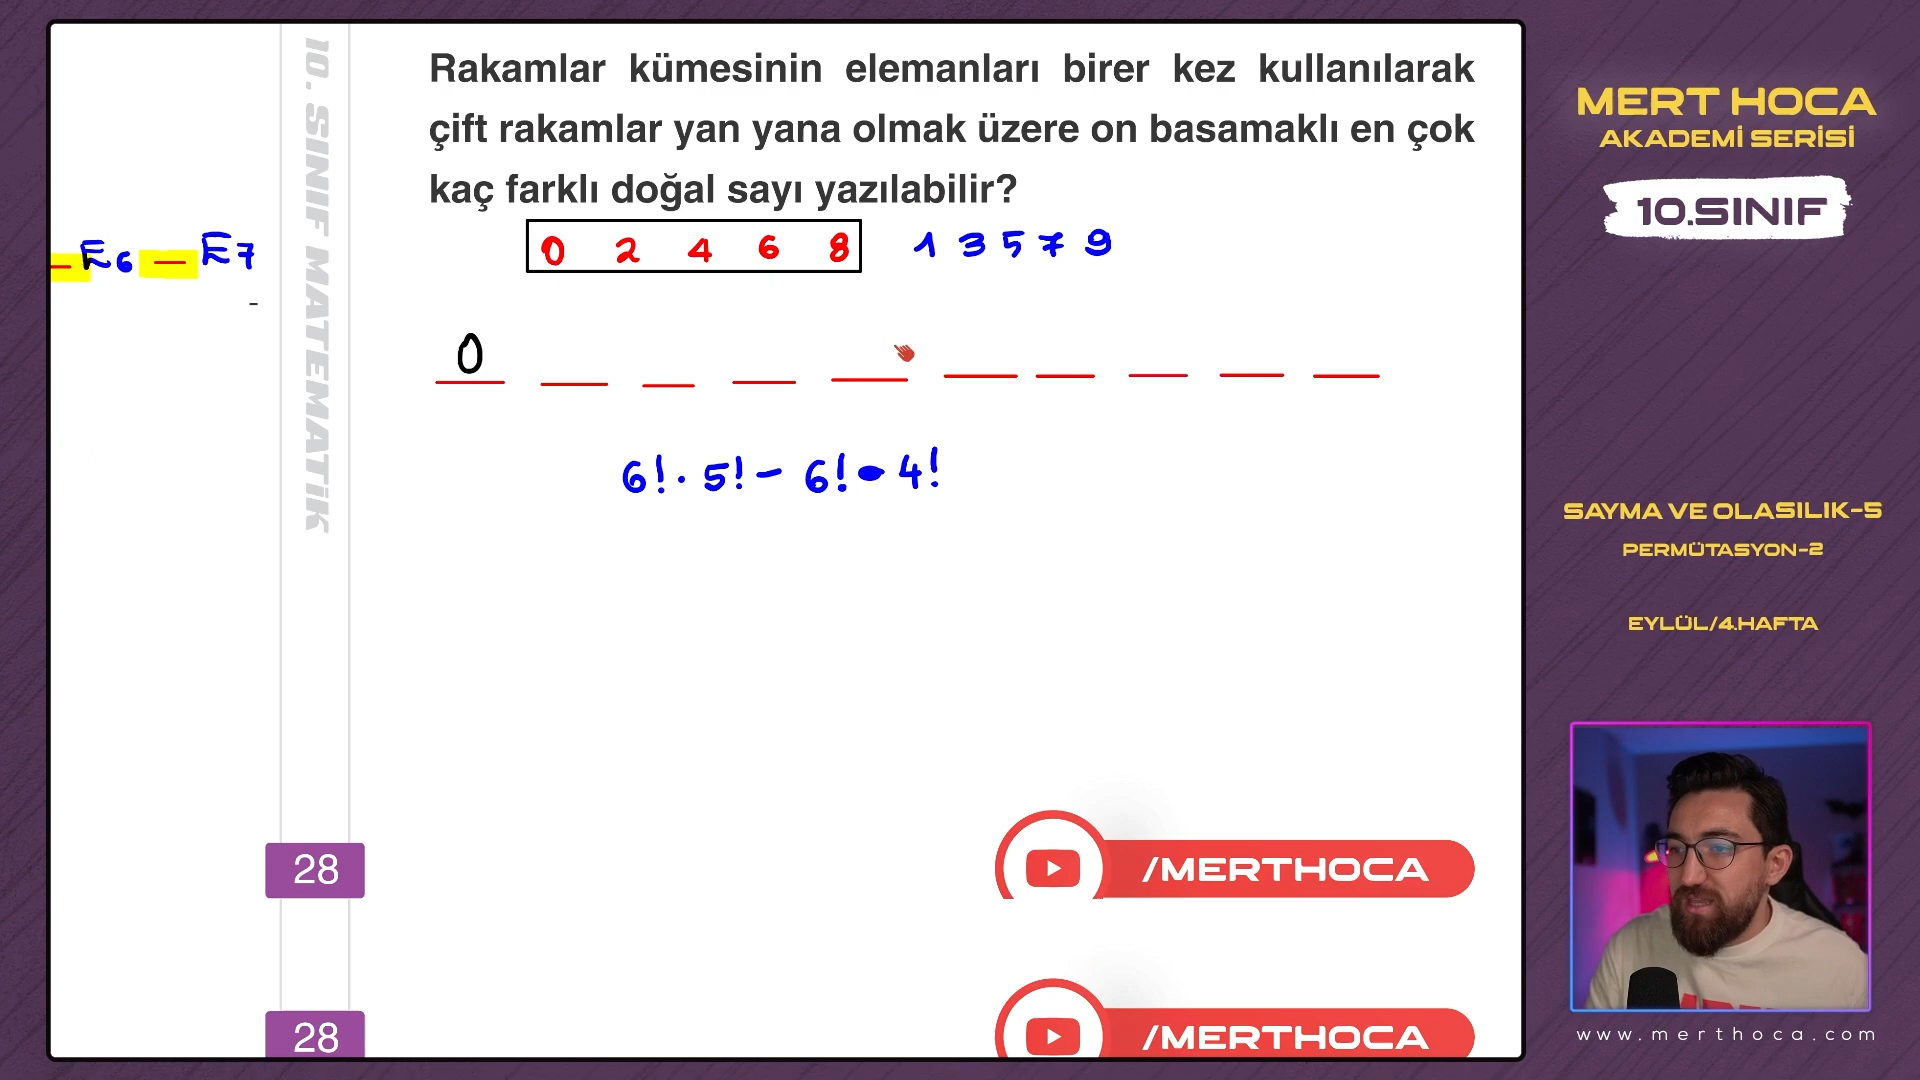 Rakamlar kümesinin elemanları birer kez kullanılarak
çift rakamlar yan yana olmak üzere on basamaklı en çok
kaç farklı doğal sayı yazılabilir?
0 2 4 6 8 1 3 5 7 9
E6 E7
0
6! . 5! - 6! • 4!
10. SINIF MATEMATİK
28
/MERTHOCA
28
/MERTHOCA
MERT HOCA
AKADEMİ SERİSİ
10.SINIF
SAYMA VE OLASILIK-5
PERMÜTASYON-2
EYLÜL/4.HAFTA
www.merthoca.com